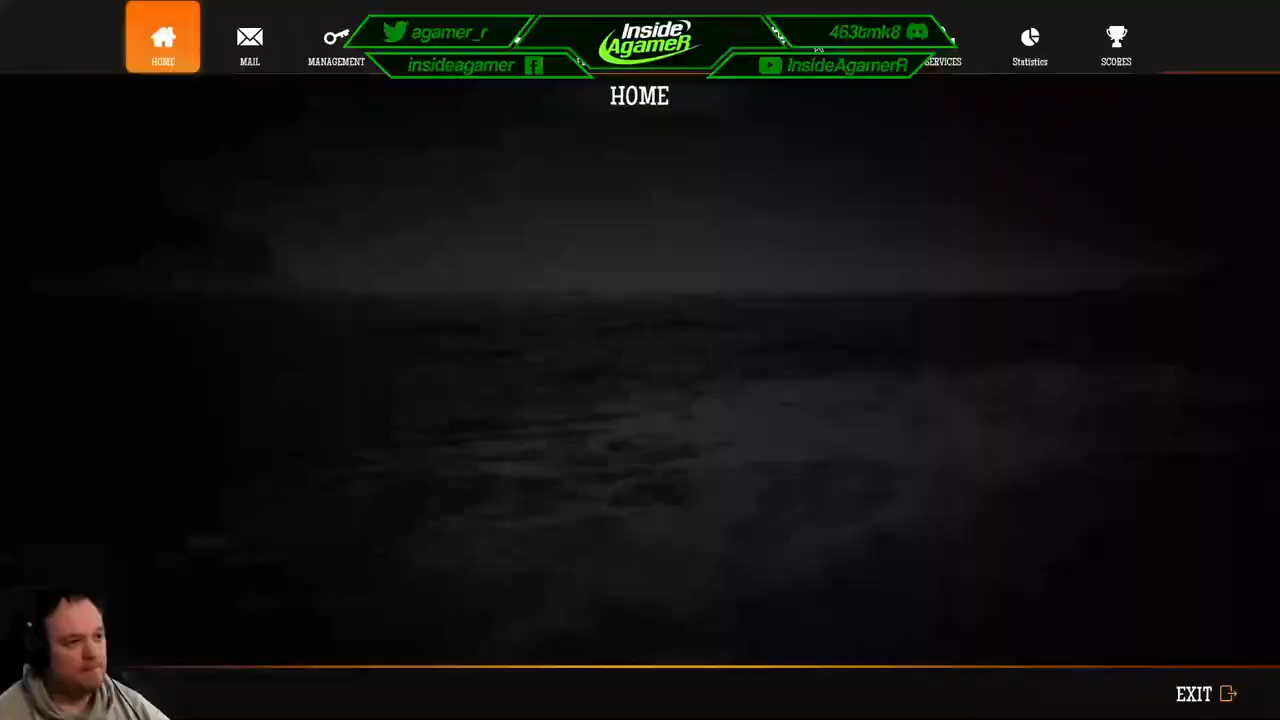 HOME
MAIL
MANAGEMENT
agamer_r
Inside
AgameR
463tmk8
insideagamer
InsideAgamerR
SERVICES
Statistics
SCORES
HOME
EXIT